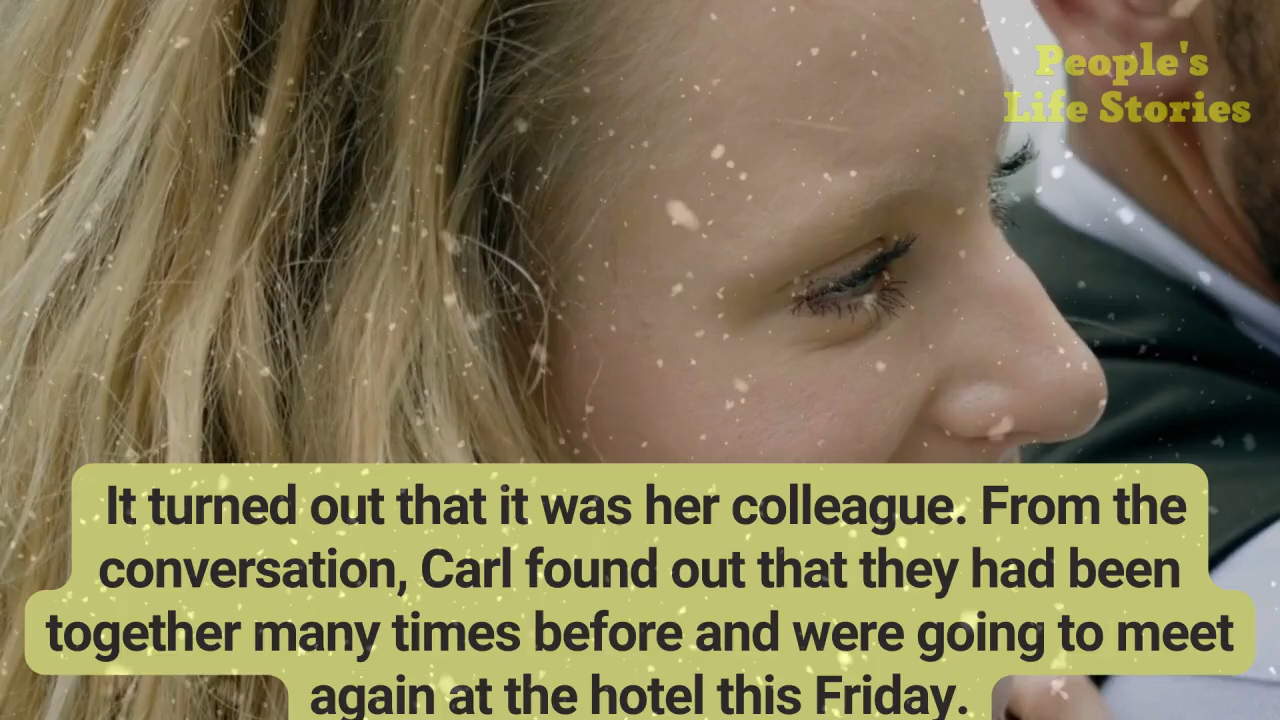 People's
Life Stories
It turned out that it was her colleague. From the
conversation, Carl found out that they had been
together many times before and were going to meet
again at the hotel this Friday.